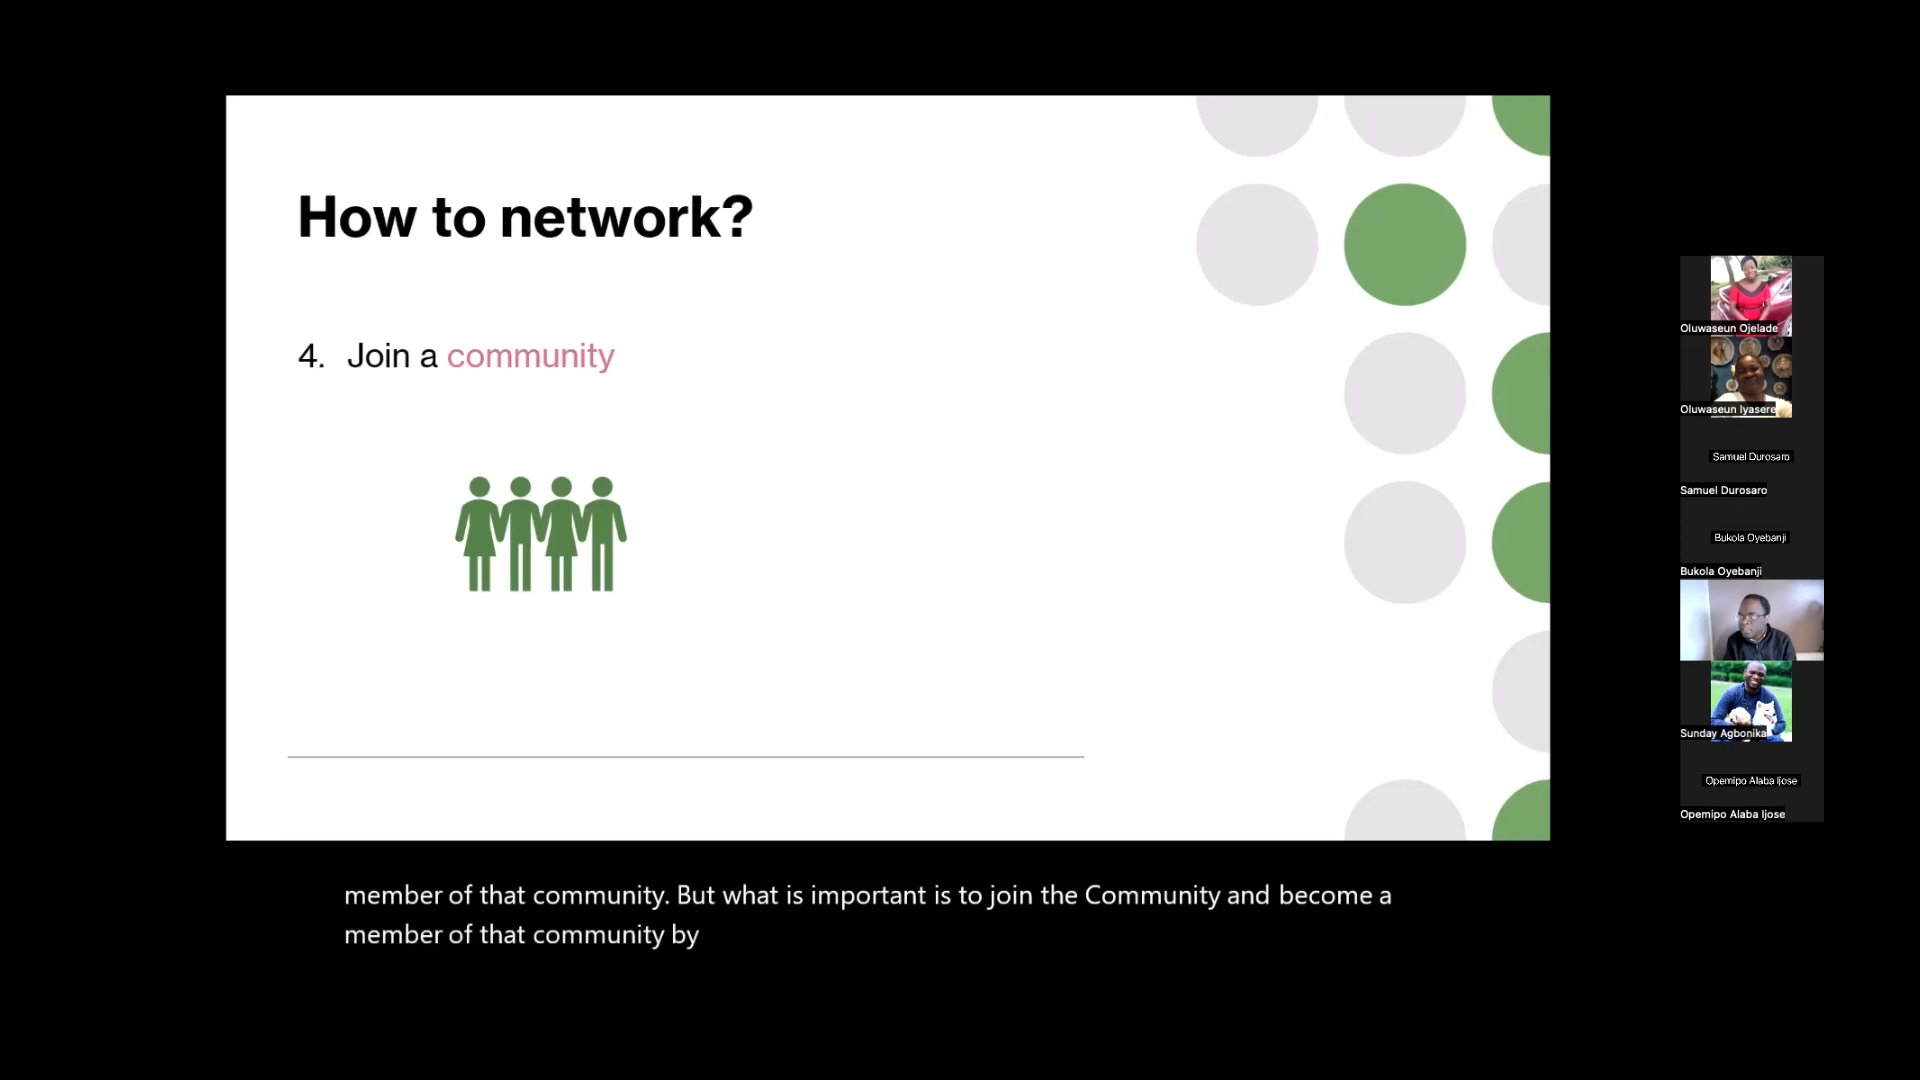 How to network?
4. Join a community
Oluwaseun Ojelade
Oluwaseun Iyasere
Samuel Durosaro
Samuel Durosaro
Bukola Oyebanji
Bukola Oyebanji
Sunday Agbonika
Opemipo Alaba Ijose
Opemipo Alaba Ijose
member of that community. But what is important is to join the Community and become a
member of that community by